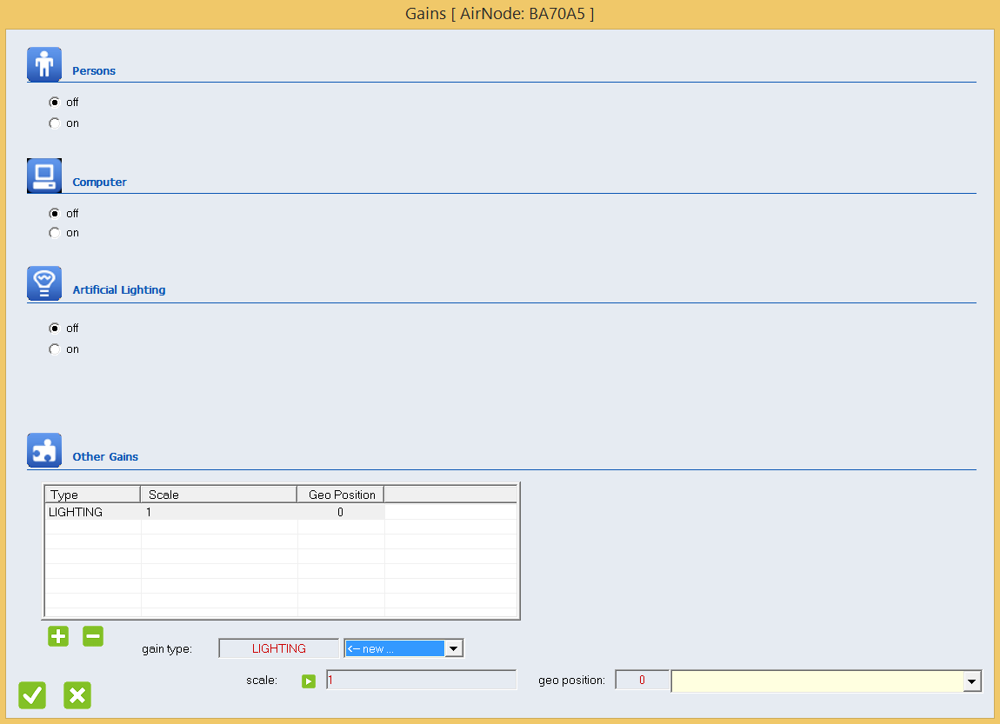 Gains [ AirNode: BA70A5 ]
Persons
off
on
Computer
off
on
Artificial Lighting
off
on
Other Gains
Type Scale Geo Position
LIGHTING 1 0
gain type: LIGHTING <-- new ...
scale: 1 geo position: 0